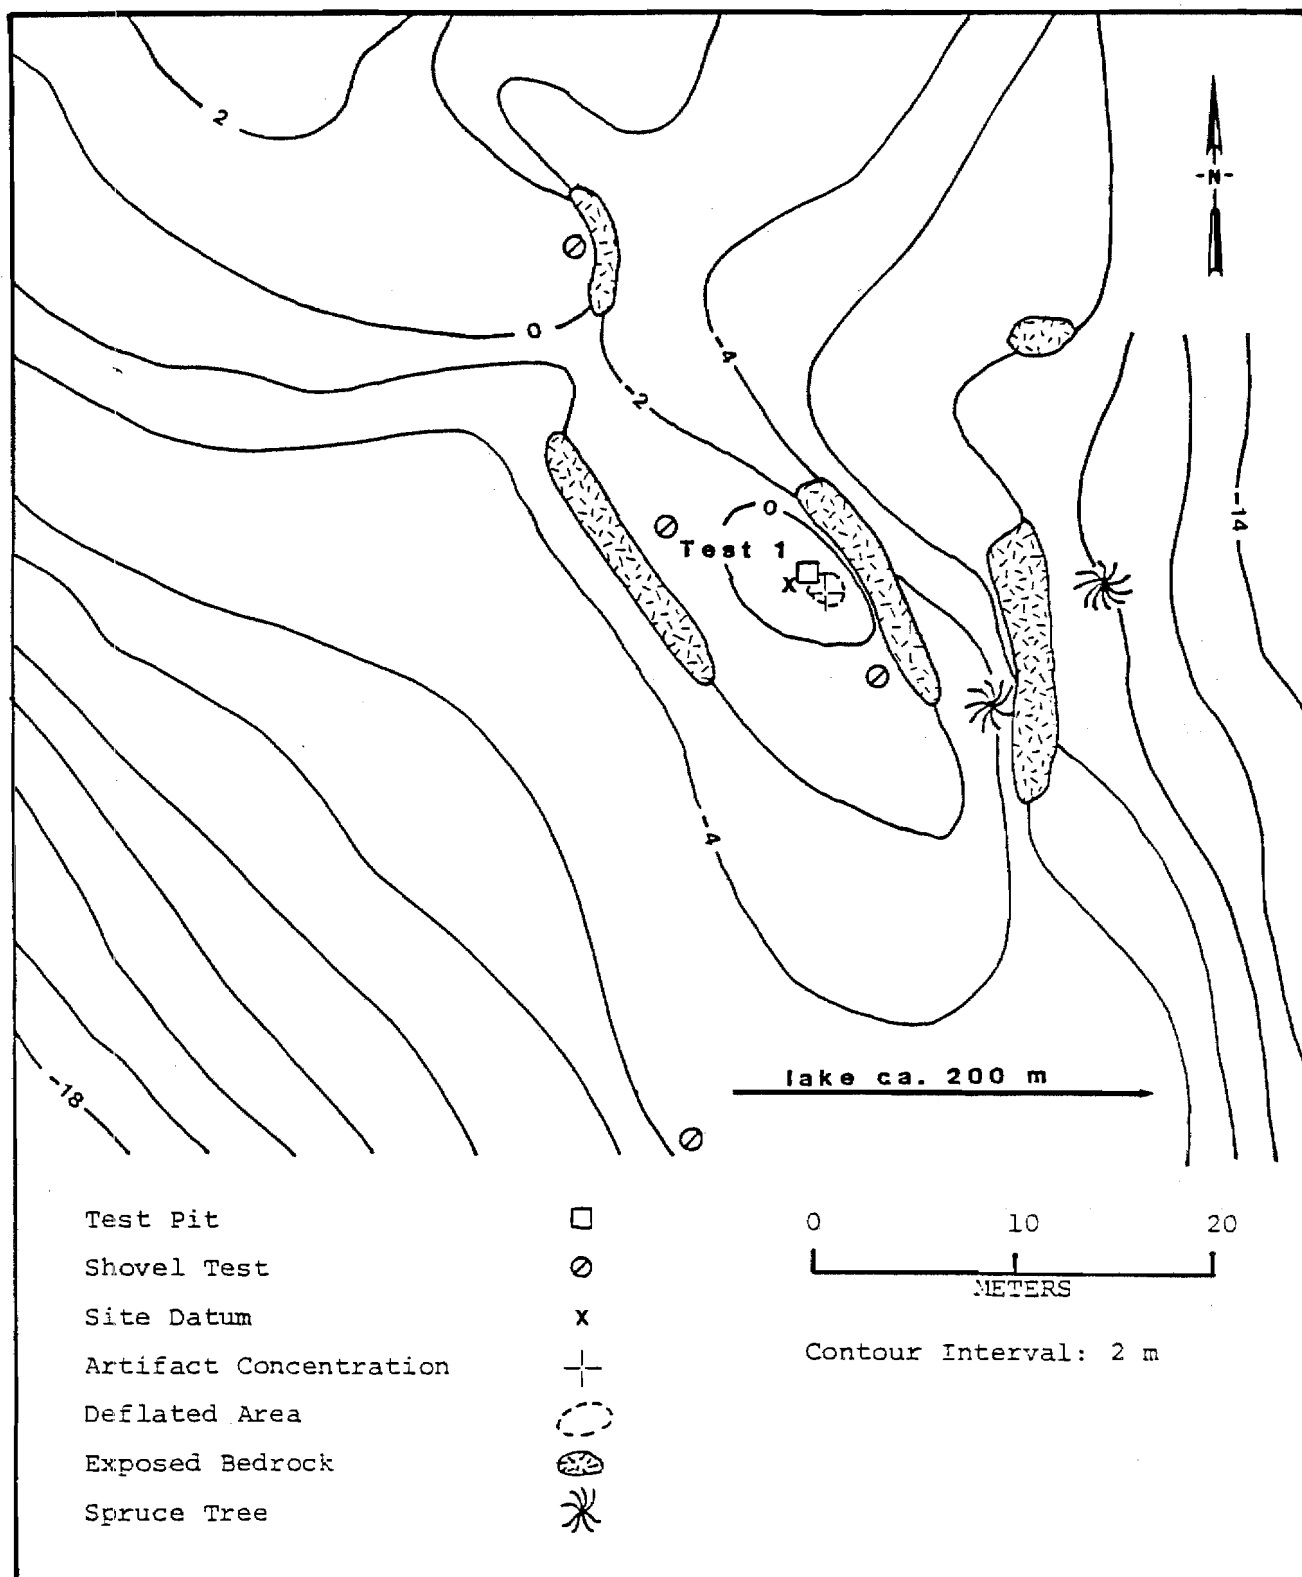 2
-N-
0
-4
-2
0
-14
Test 1
x
-4
lake ca. 200 m
-18
Test Pit
Shovel Test
Site Datum x
Artifact Concentration
Deflated Area
Exposed Bedrock
Spruce Tree
0 10 20
METERS
Contour Interval: 2 m